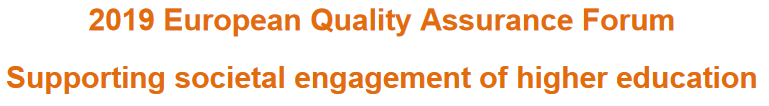 2019 European Quality Assurance Forum
Supporting societal engagement of higher education